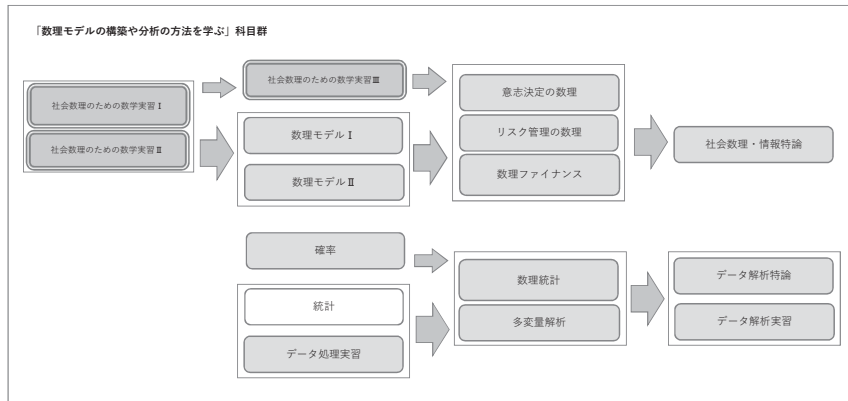 「数理モデルの構築や分析の方法を学ぶ」科目群
社会数理のための数学実習Ⅰ
社会数理のための数学実習Ⅱ
社会数理のための数学実習Ⅲ
数理モデルⅠ
数理モデルⅡ
意志決定の数理
リスク管理の数理
数理ファイナンス
社会数理・情報特論
確率
統計
データ処理実習
数理統計
多変量解析
データ解析特論
データ解析実習